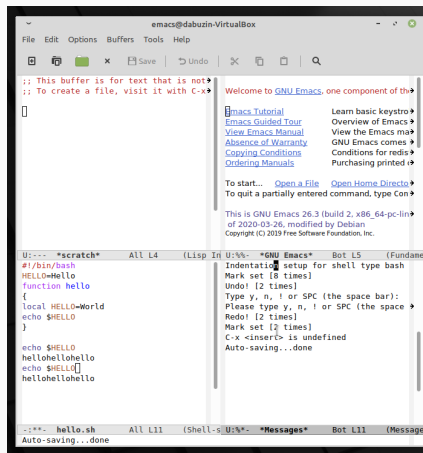 emacs@dabuzin-VirtualBox
File Edit Options Buffers Tools Help
Save Undo
;; This buffer is for text that is not
;; To create a file, visit it with C-x
U:--- *scratch* All L4 (Lisp In
Welcome to GNU Emacs, one component of th
Emacs Tutorial Learn basic keystro
Emacs Guided Tour Overview of Emacs
View Emacs Manual View the Emacs ma
Absence of Warranty GNU Emacs comes
Copying Conditions Conditions for redis
Ordering Manuals Purchasing printed
To start... Open a File Open Home Directo
To quit a partially entered command, type Con
This is GNU Emacs 26.3 (build 2, x86_64-pc-lin
of 2020-03-26, modified by Debian
Copyright (C) 2019 Free Software Foundation, Inc.
U:%%- *GNU Emacs* Bot L5 (Fundame
#!/bin/bash
HELLO=Hello
function hello
{
local HELLO=World
echo $HELLO
}
echo $HELLO
hellohellohello
echo $HELLO
hellohellohello
-:**- hello.sh All L11 (Shell-s
Indentation setup for shell type bash
Mark set [8 times]
Undo! [2 times]
Type y, n, ! or SPC (the space bar):
Please type y, n, ! or SPC (the space
Redo! [2 times]
Mark set [2 times]
C-x <insert> is undefined
Auto-saving...done
U:%*- *Messages* Bot L11 (Message
Auto-saving...done